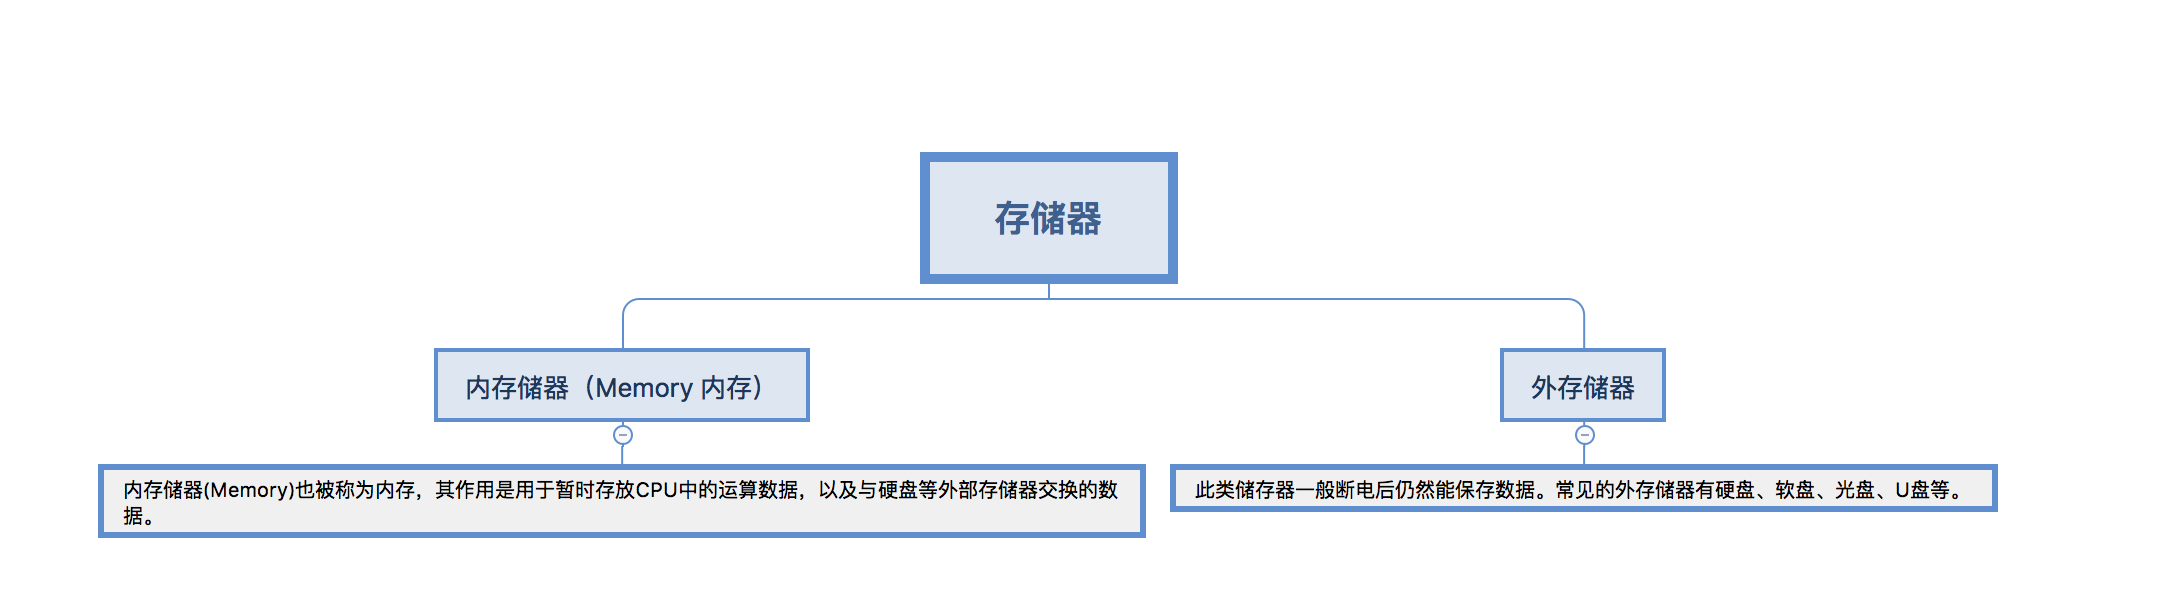 存储器
内存储器（Memory 内存）
外存储器
内存储器(Memory)也被称为内存，其作用是用于暂时存放CPU中的运算数据，以及与硬盘等外部存储器交换的数
据。
此类储存器一般断电后仍然能保存数据。常见的外存储器有硬盘、软盘、光盘、U盘等。